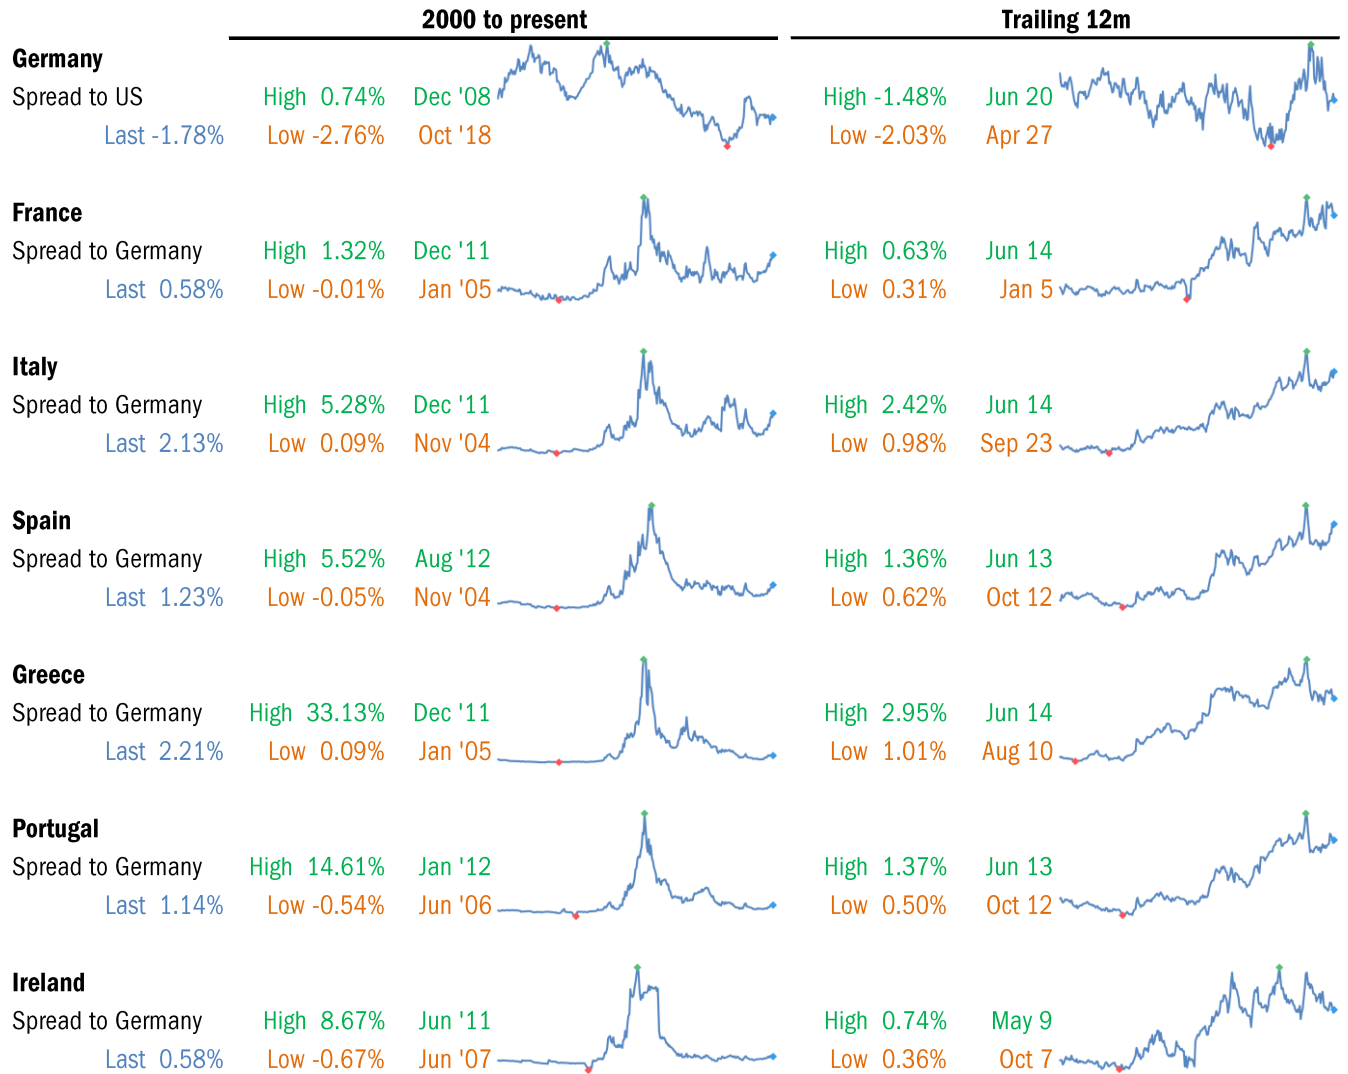 2000 to present Trailing 12m
Germany
Spread to US High 0.74% Dec '08 High -1.48% Jun 20
Last -1.78% Low -2.76% Oct '18 Low -2.03% Apr 27
France
Spread to Germany High 1.32% Dec '11 High 0.63% Jun 14
Last 0.58% Low -0.01% Jan '05 Low 0.31% Jan 5
Italy
Spread to Germany High 5.28% Dec '11 High 2.42% Jun 14
Last 2.13% Low 0.09% Nov '04 Low 0.98% Sep 23
Spain
Spread to Germany High 5.52% Aug '12 High 1.36% Jun 13
Last 1.23% Low -0.05% Nov '04 Low 0.62% Oct 12
Greece
Spread to Germany High 33.13% Dec '11 High 2.95% Jun 14
Last 2.21% Low 0.09% Jan '05 Low 1.01% Aug 10
Portugal
Spread to Germany High 14.61% Jan '12 High 1.37% Jun 13
Last 1.14% Low -0.54% Jun '06 Low 0.50% Oct 12
Ireland
Spread to Germany High 8.67% Jun '11 High 0.74% May 9
Last 0.58% Low -0.67% Jun '07 Low 0.36% Oct 7